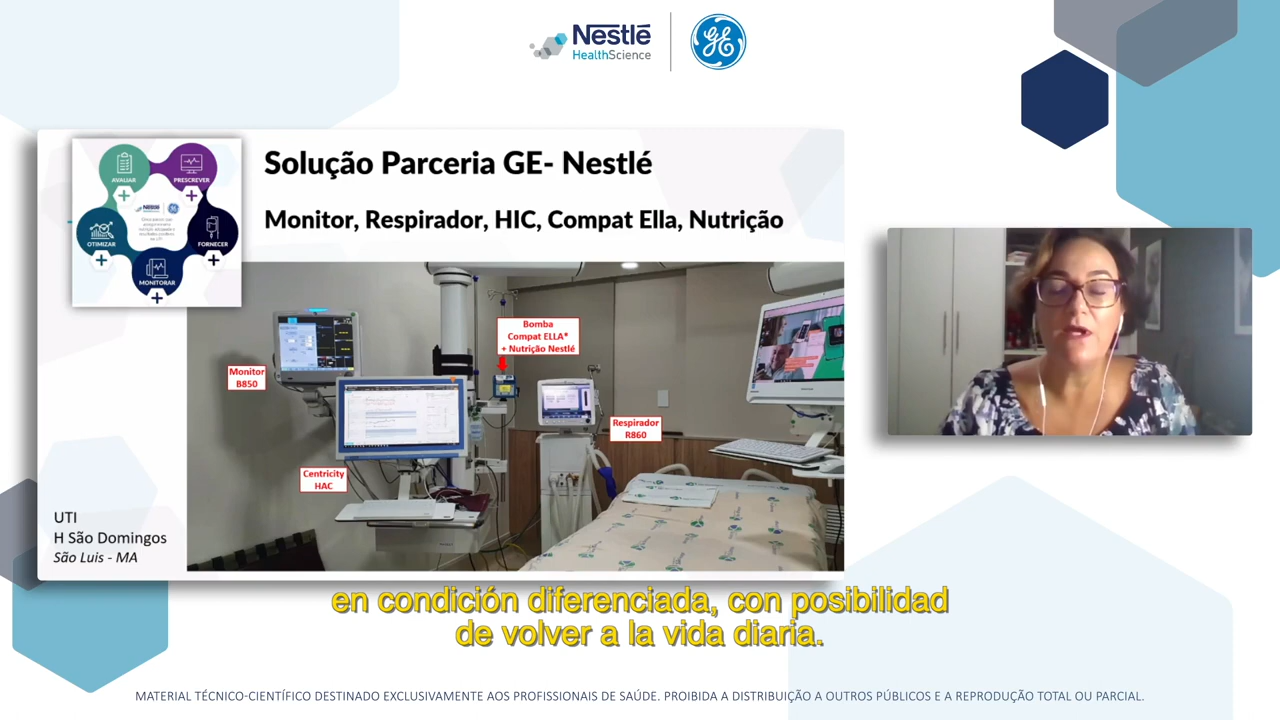 Nestlé
HealthScience
GE
Solução Parceria GE- Nestlé
Monitor, Respirador, HIC, Compat Ella, Nutrição
AVALIAR
PRESCREVER
OTIMIZAR
FORNECER
MONITORAR
Bomba
Compat ELLA*
+ Nutrição Nestlé
Monitor
B850
Respirador
R860
Centricity
HAC
UTI
H São Domingos
São Luis - MA
en condición diferenciada, con posibilidad
de volver a la vida diaria.
MATERIAL TÉCNICO-CIENTÍFICO DESTINADO EXCLUSIVAMENTE AOS PROFISSIONAIS DE SAÚDE. PROIBIDA A DISTRIBUIÇÃO A OUTROS PÚBLICOS E A REPRODUÇÃO TOTAL OU PARCIAL.